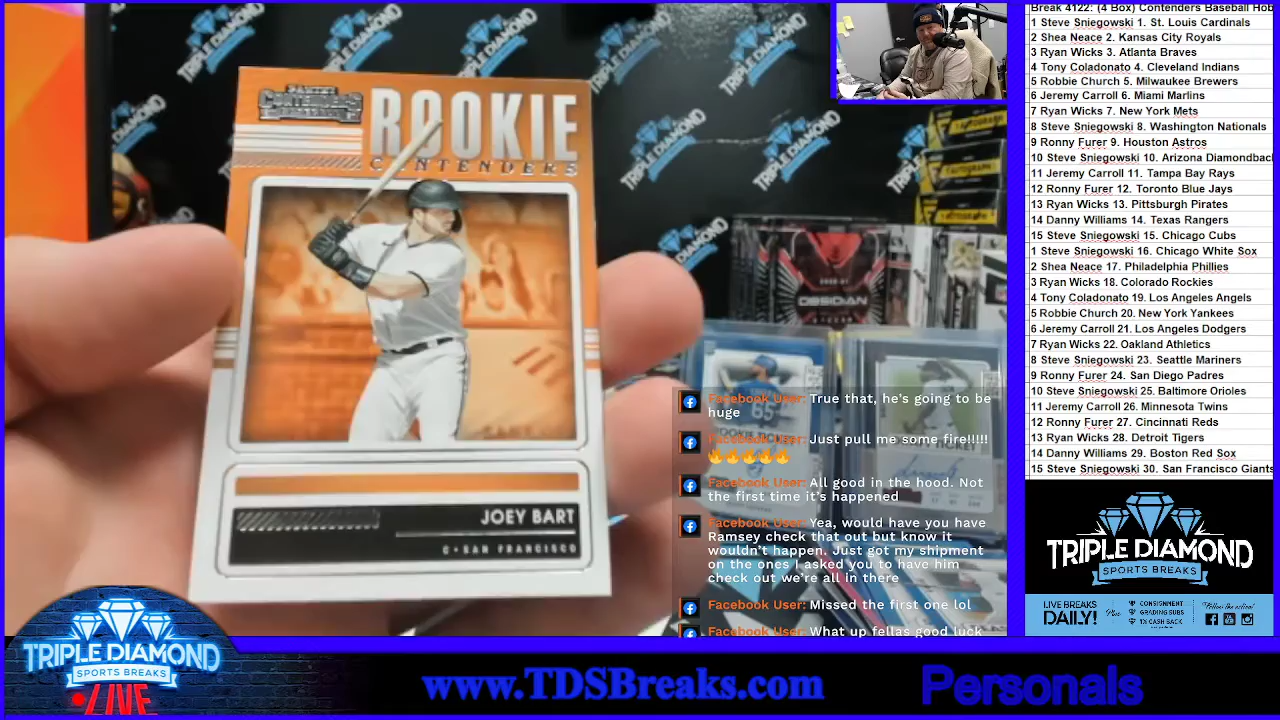 PANINI
CONTENDERS
ROOKIE
CONTENDERS
JOEY BART
C • SAN FRANCISCO
TRIPLE DIAMOND
1 AUTOGRAPH
OBSIDIAN
SOCCER
65
ROOKIE TICKET
TICKET
Facebook User: True that, he's going to be
huge
Facebook User: Just pull me some fire!!!!!
🔥🔥🔥🔥🔥
Facebook User: All good in the hood. Not
the first time it's happened
Facebook User: Yea, would have you have
Ramsey check that out but know it
wouldn't happen. Just got my shipment
on the ones I asked you to have him
check out we're all in there
Facebook User: Missed the first one lol
Facebook User: What up fellas good luck
Break 4122: (4 Box) Contenders Baseball Hob
1 Steve Sniegowski 1. St. Louis Cardinals
2 Shea Neace 2. Kansas City Royals
3 Ryan Wicks 3. Atlanta Braves
4 Tony Coladonato 4. Cleveland Indians
5 Robbie Church 5. Milwaukee Brewers
6 Jeremy Carroll 6. Miami Marlins
7 Ryan Wicks 7. New York Mets
8 Steve Sniegowski 8. Washington Nationals
9 Ronny Furer 9. Houston Astros
10 Steve Sniegowski 10. Arizona Diamondbac
11 Jeremy Carroll 11. Tampa Bay Rays
12 Ronny Furer 12. Toronto Blue Jays
13 Ryan Wicks 13. Pittsburgh Pirates
14 Danny Williams 14. Texas Rangers
15 Steve Sniegowski 15. Chicago Cubs
1 Steve Sniegowski 16. Chicago White Sox
2 Shea Neace 17. Philadelphia Phillies
3 Ryan Wicks 18. Colorado Rockies
4 Tony Coladonato 19. Los Angeles Angels
5 Robbie Church 20. New York Yankees
6 Jeremy Carroll 21. Los Angeles Dodgers
7 Ryan Wicks 22. Oakland Athletics
8 Steve Sniegowski 23. Seattle Mariners
9 Ronny Furer 24. San Diego Padres
10 Steve Sniegowski 25. Baltimore Orioles
11 Jeremy Carroll 26. Minnesota Twins
12 Ronny Furer 27. Cincinnati Reds
13 Ryan Wicks 28. Detroit Tigers
14 Danny Williams 29. Boston Red Sox
15 Steve Sniegowski 30. San Francisco Giants
TRIPLE DIAMOND
SPORTS BREAKS
LIVE BREAKS
DAILY!
Plus
CONSIGNMENT
GRADING SUBS
1% CASH BACK
Follow the action!
TRIPLE DIAMOND
SPORTS BREAKS
LIVE
www.TDSBreaks.com
Personals